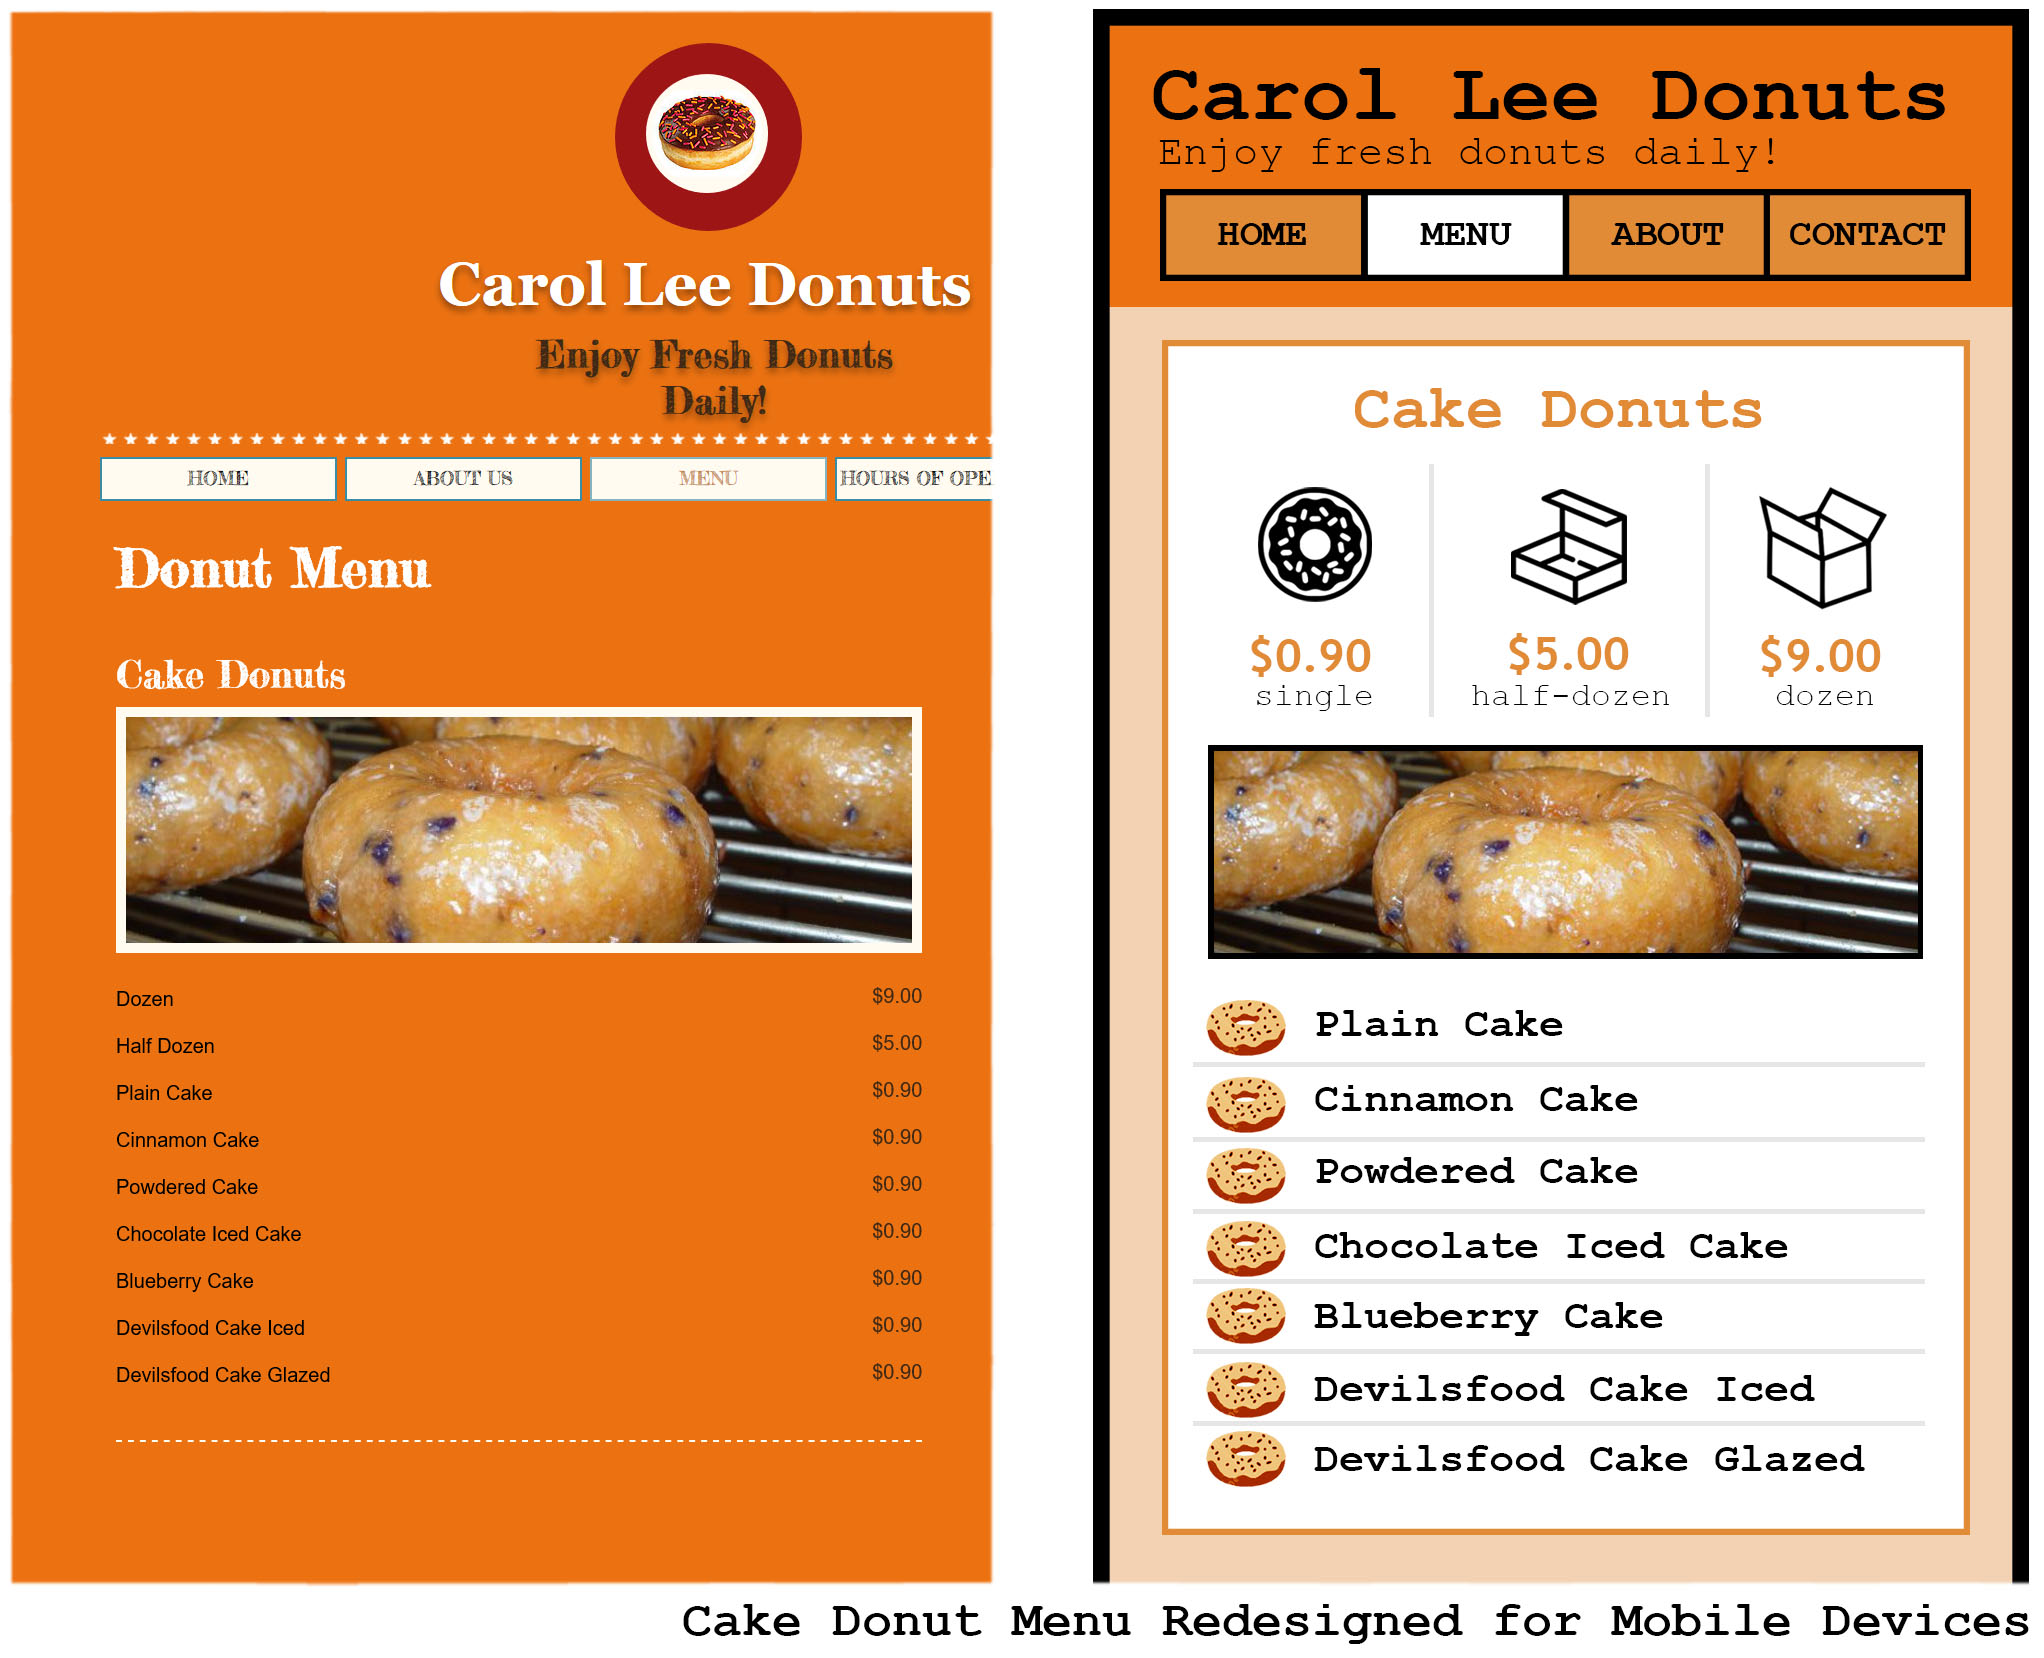 Carol Lee Donuts
Enjoy Fresh Donuts
Daily!
HOME ABOUT US MENU HOURS OF OPE
Donut Menu
Cake Donuts
Dozen $9.00
Half Dozen $5.00
Plain Cake $0.90
Cinnamon Cake $0.90
Powdered Cake $0.90
Chocolate Iced Cake $0.90
Blueberry Cake $0.90
Devilsfood Cake Iced $0.90
Devilsfood Cake Glazed $0.90
Carol Lee Donuts
Enjoy fresh donuts daily!
HOME MENU ABOUT CONTACT
Cake Donuts
$0.90 $5.00 $9.00
single half-dozen dozen
Plain Cake
Cinnamon Cake
Powdered Cake
Chocolate Iced Cake
Blueberry Cake
Devilsfood Cake Iced
Devilsfood Cake Glazed
Cake Donut Menu Redesigned for Mobile Devices